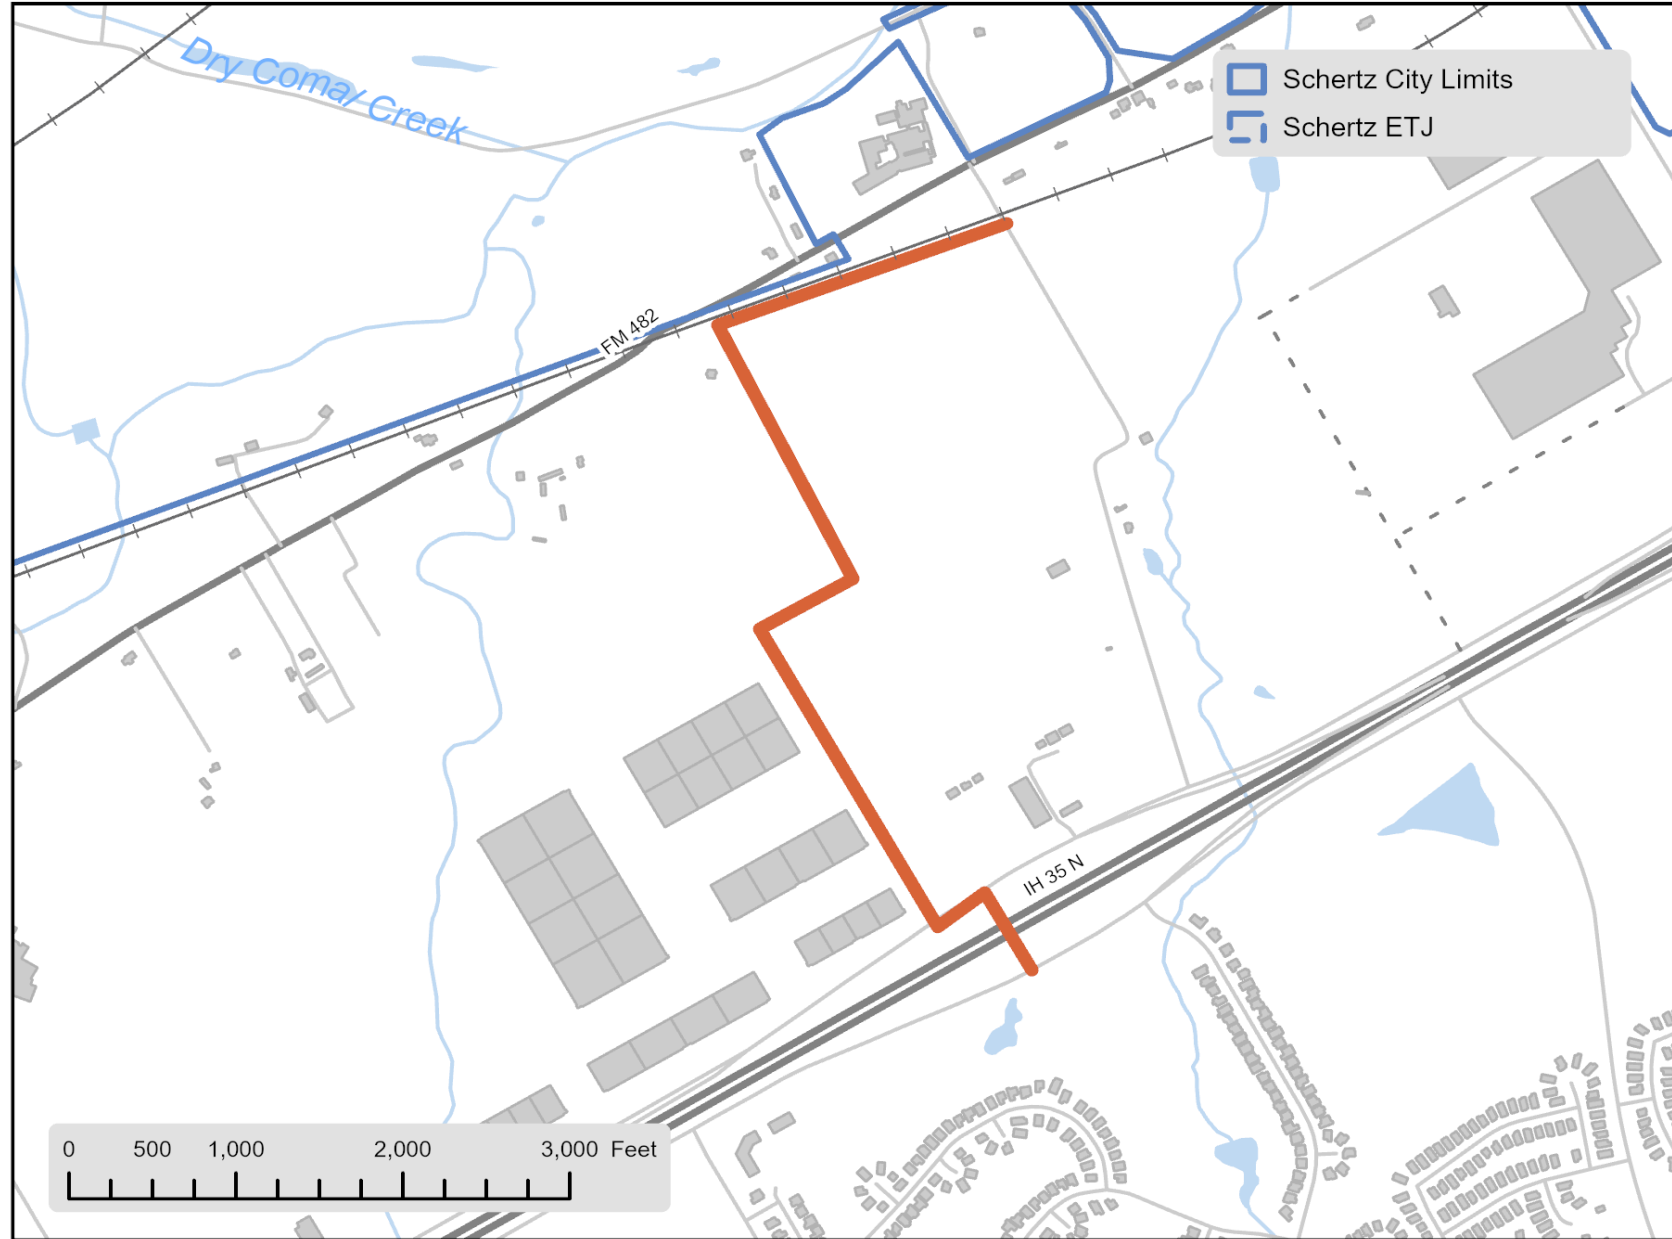 Dry Comal Creek
Schertz City Limits
Schertz ETJ
FM 482
IH 35 N
0 500 1,000 2,000 3,000 Feet